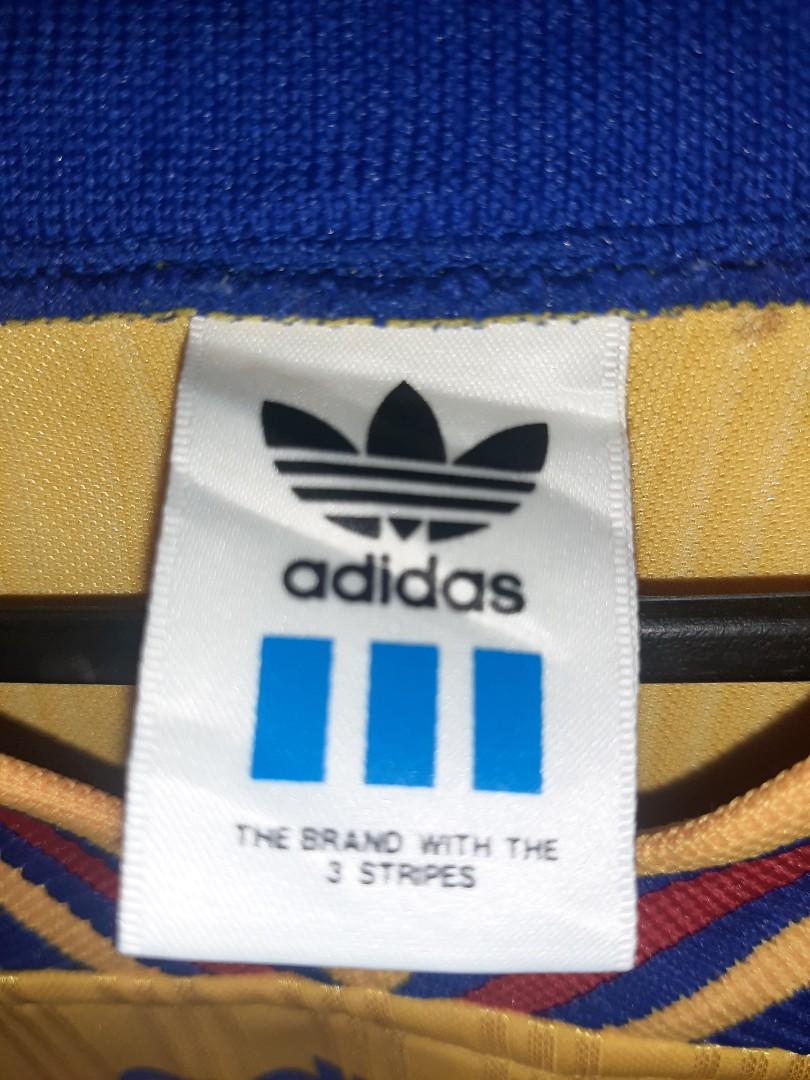 adidas
THE BRAND WITH THE
3 STRIPES